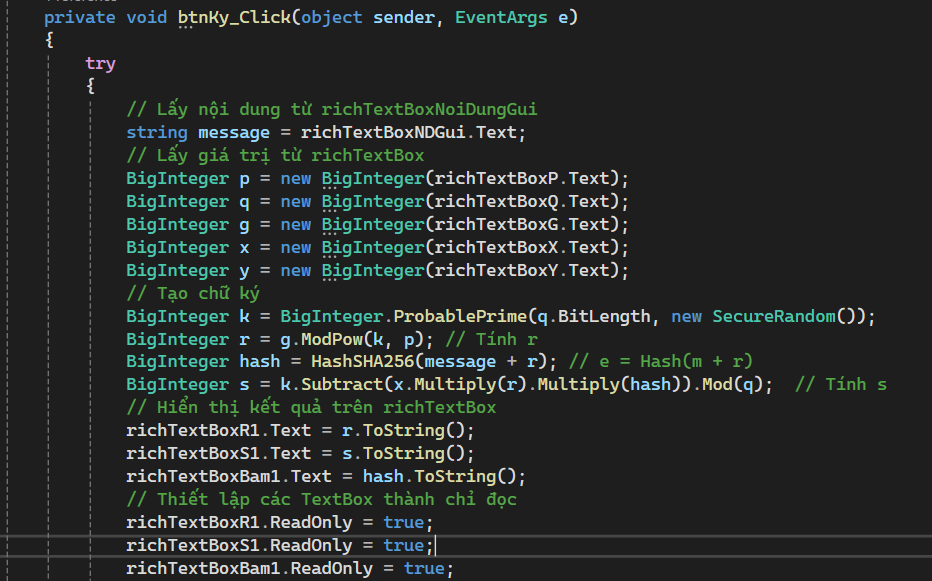 private void btnKy_Click(object sender, EventArgs e)
{
try
{
// Lấy nội dung từ richTextBoxNoiDungGui
string message = richTextBoxNDGui.Text;
// Lấy giá trị từ richTextBox
BigInteger p = new BigInteger(richTextBoxP.Text);
BigInteger q = new BigInteger(richTextBoxQ.Text);
BigInteger g = new BigInteger(richTextBoxG.Text);
BigInteger x = new BigInteger(richTextBoxX.Text);
BigInteger y = new BigInteger(richTextBoxY.Text);
// Tạo chữ ký
BigInteger k = BigInteger.ProbablePrime(q.BitLength, new SecureRandom());
BigInteger r = g.ModPow(k, p); // Tính r
BigInteger hash = HashSHA256(message + r); // e = Hash(m + r)
BigInteger s = k.Subtract(x.Multiply(r).Multiply(hash)).Mod(q);  // Tính s
// Hiển thị kết quả trên richTextBox
richTextBoxR1.Text = r.ToString();
richTextBoxS1.Text = s.ToString();
richTextBoxBam1.Text = hash.ToString();
// Thiết lập các TextBox thành chỉ đọc
richTextBoxR1.ReadOnly = true;
richTextBoxS1.ReadOnly = true;
richTextBoxBam1.ReadOnly = true;